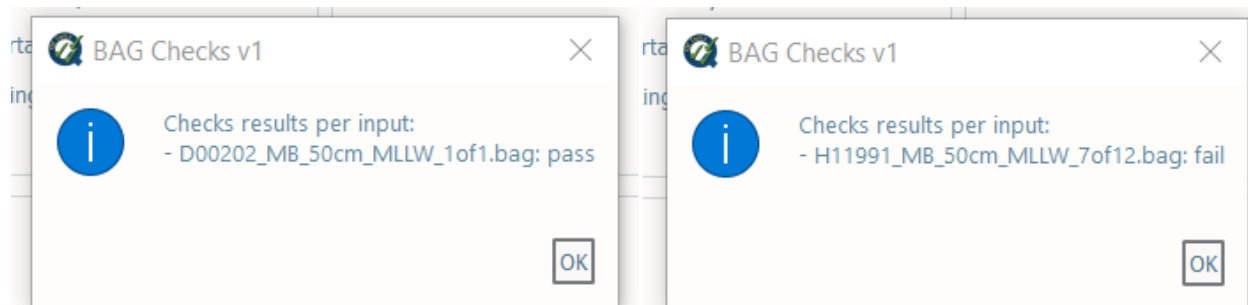 BAG Checks v1
Checks results per input:
- D00202_MB_50cm_MLLW_1of1.bag: pass
OK
BAG Checks v1
Checks results per input:
- H11991_MB_50cm_MLLW_7of12.bag: fail
OK